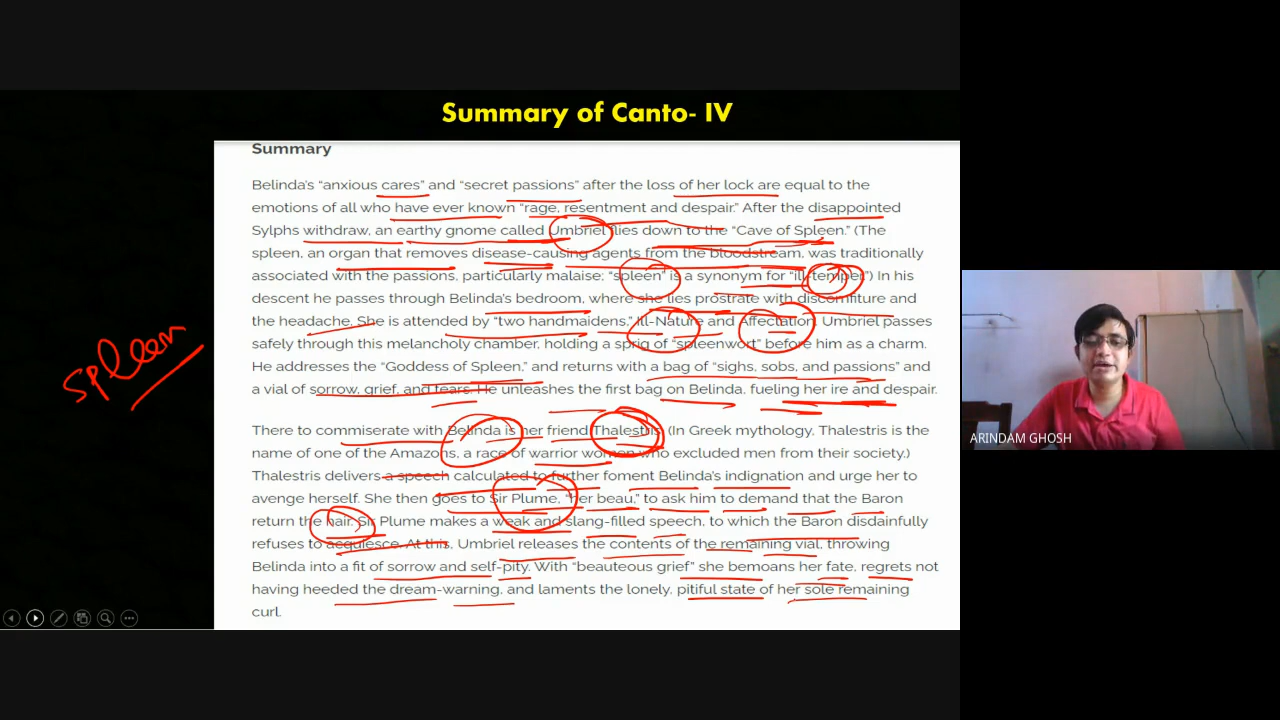 Summary of Canto- IV
Summary
Belinda's "anxious cares" and "secret passions" after the loss of her lock are equal to the
emotions of all who have ever known "rage, resentment and despair." After the disappointed
Sylphs withdraw, an earthy gnome called Umbriel flies down to the "Cave of Spleen." (The
spleen, an organ that removes disease-causing agents from the bloodstream, was traditionally
associated with the passions, particularly malaise; "spleen" is a synonym for "ill-temper.") In his
descent he passes through Belinda's bedroom, where she lies prostrate with discomfiture and
the headache. She is attended by "two handmaidens," Ill-Nature and Affectation. Umbriel passes
safely through this melancholy chamber, holding a sprig of "spleenwort" before him as a charm.
He addresses the "Goddess of Spleen," and returns with a bag of "sighs, sobs, and passions" and
a vial of sorrow, grief, and tears. He unleashes the first bag on Belinda, fueling her ire and despair.
There to commiserate with Belinda is her friend Thalestris. (In Greek mythology, Thalestris is the
name of one of the Amazons, a race of warrior women who excluded men from their society.)
Thalestris delivers a speech calculated to further foment Belinda's indignation and urge her to
avenge herself. She then goes to Sir Plume, "her beau," to ask him to demand that the Baron
return the hair. Sir Plume makes a weak and slang-filled speech, to which the Baron disdainfully
refuses to acquiesce. At this, Umbriel releases the contents of the remaining vial, throwing
Belinda into a fit of sorrow and self-pity. With "beauteous grief" she bemoans her fate, regrets not
having heeded the dream-warning, and laments the lonely, pitiful state of her sole remaining
curl.
Spleen
ARINDAM GHOSH